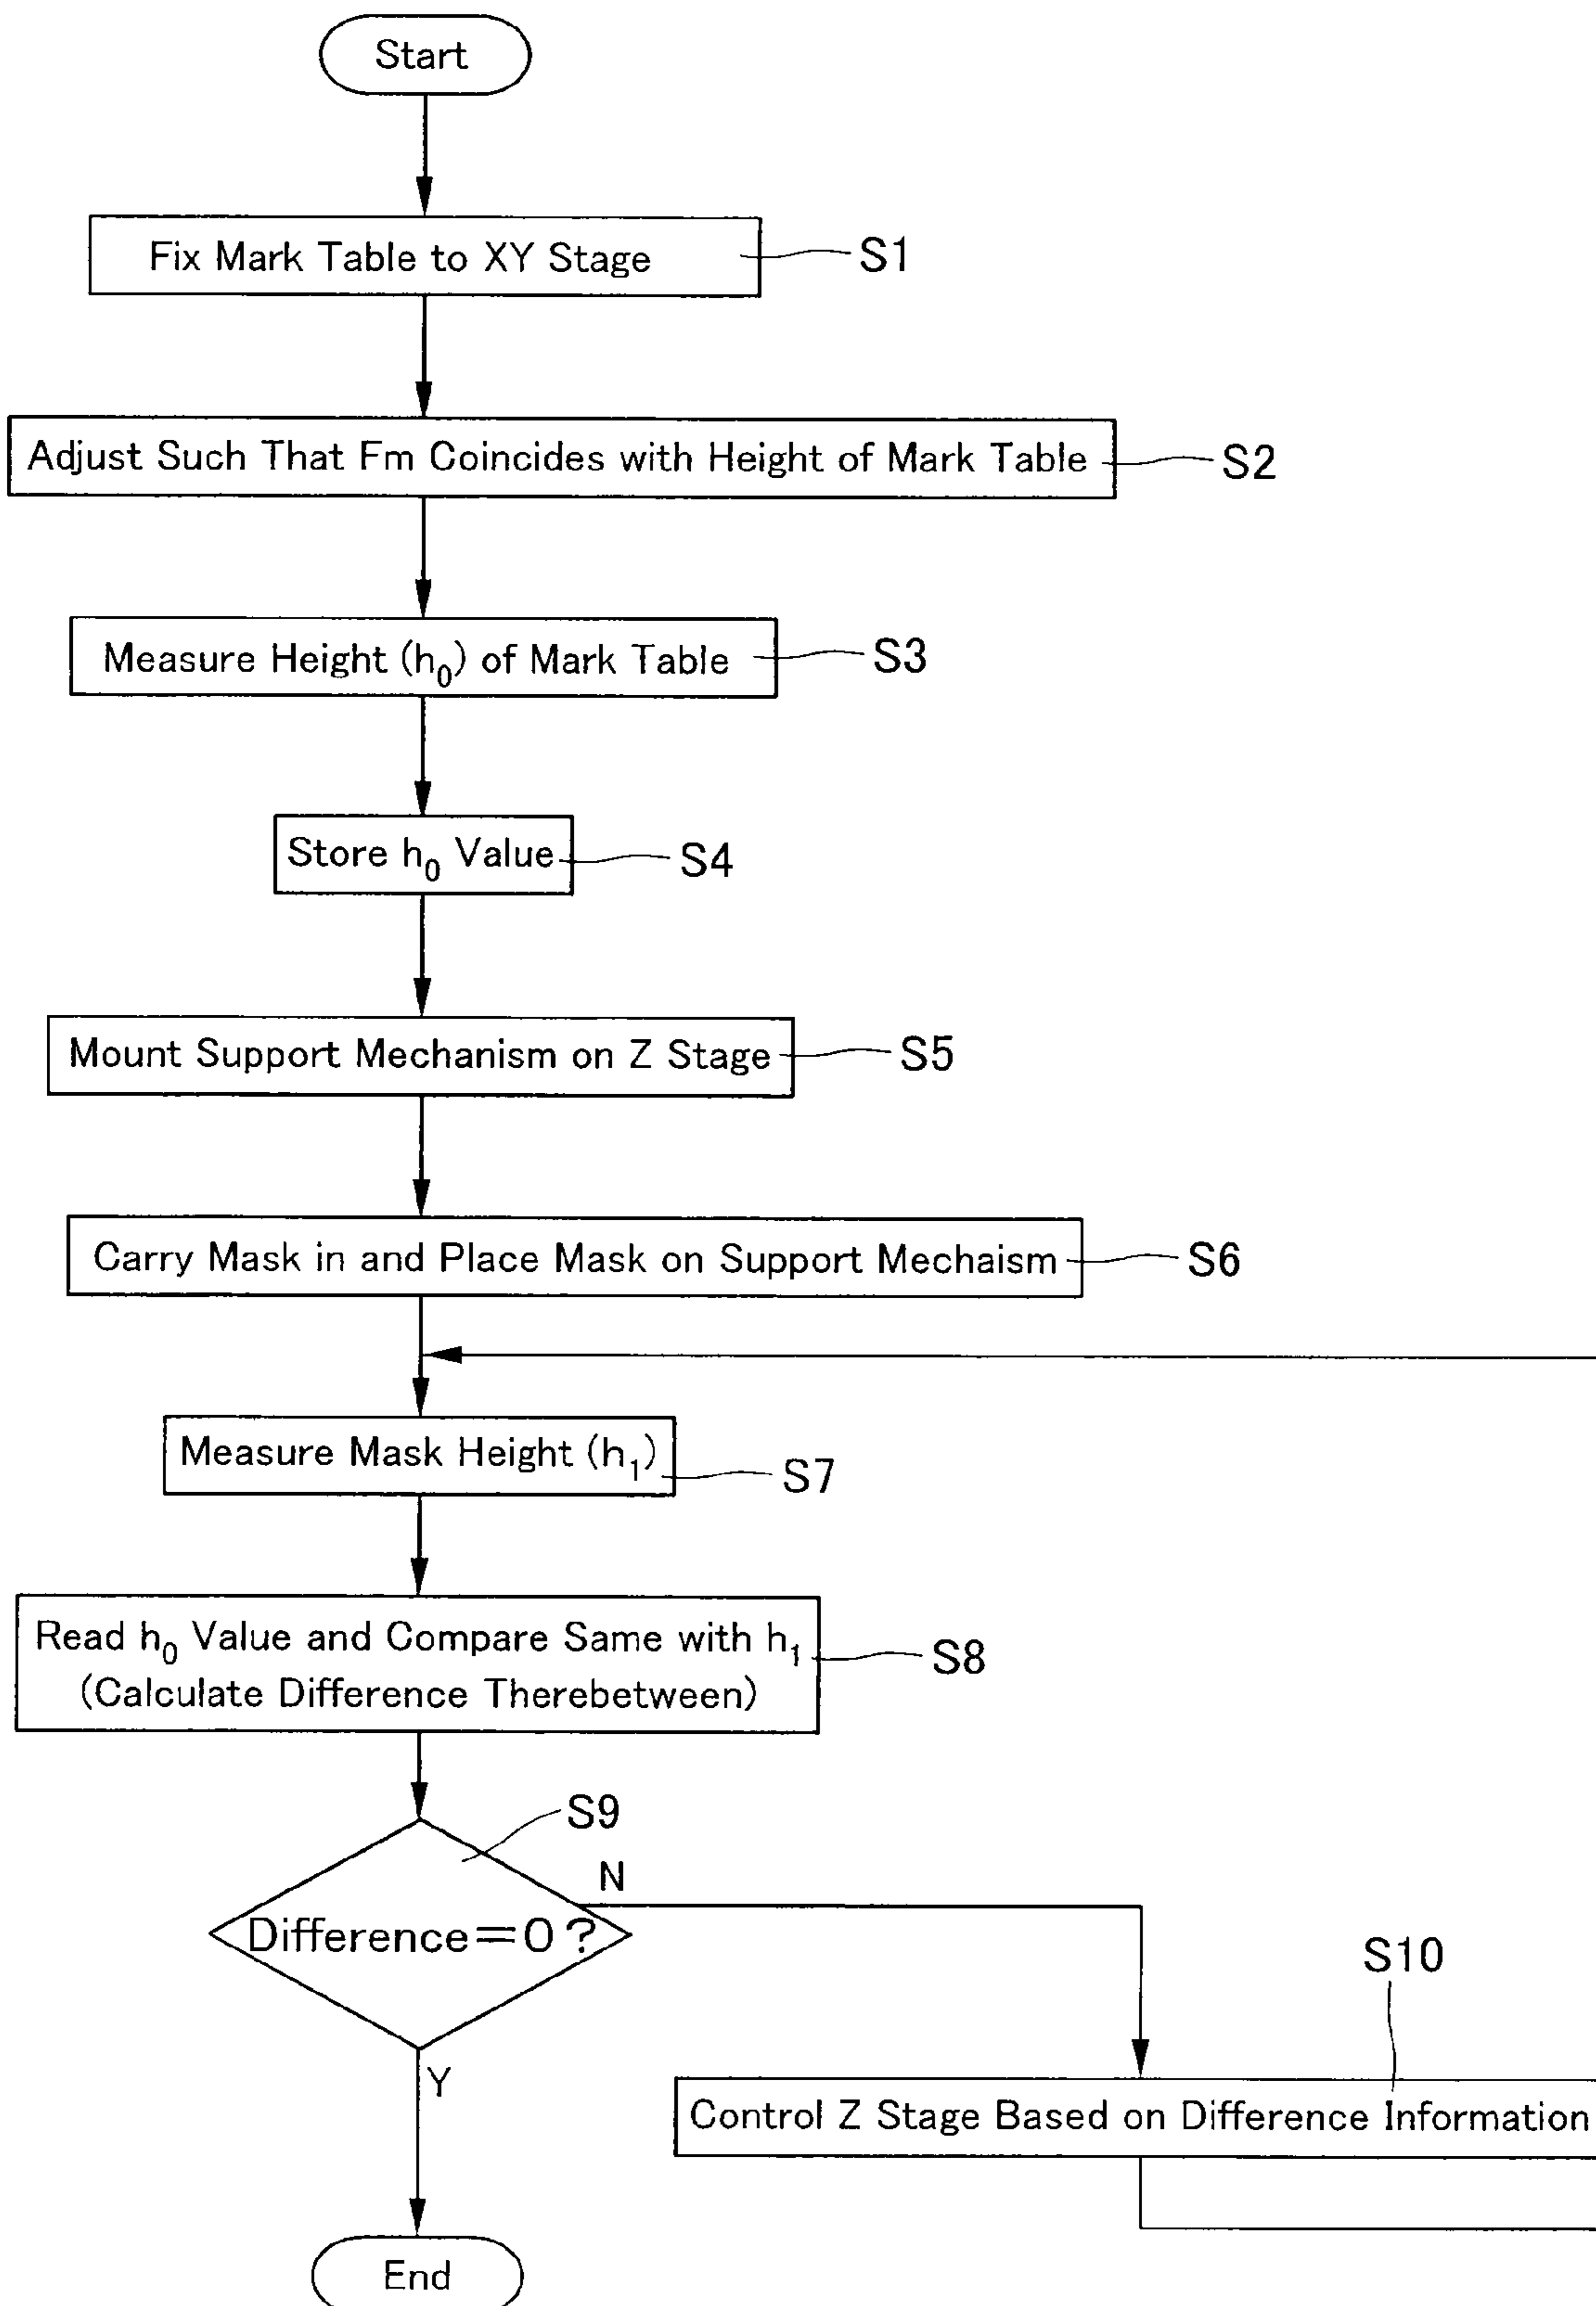 Start
Fix Mark Table to XY Stage
S1
Adjust Such That Fm Coincides with Height of Mark Table
S2
Measure Height (h₀) of Mark Table
S3
Store h₀ Value
S4
Mount Support Mechanism on Z Stage
S5
Carry Mask in and Place Mask on Support Mechaism
S6
Measure Mask Height (h₁)
S7
Read h₀ Value and Compare Same with h₁
(Calculate Difference Therebetween)
S8
S9
Difference=0?
N
Y
S10
Control Z Stage Based on Difference Information
End